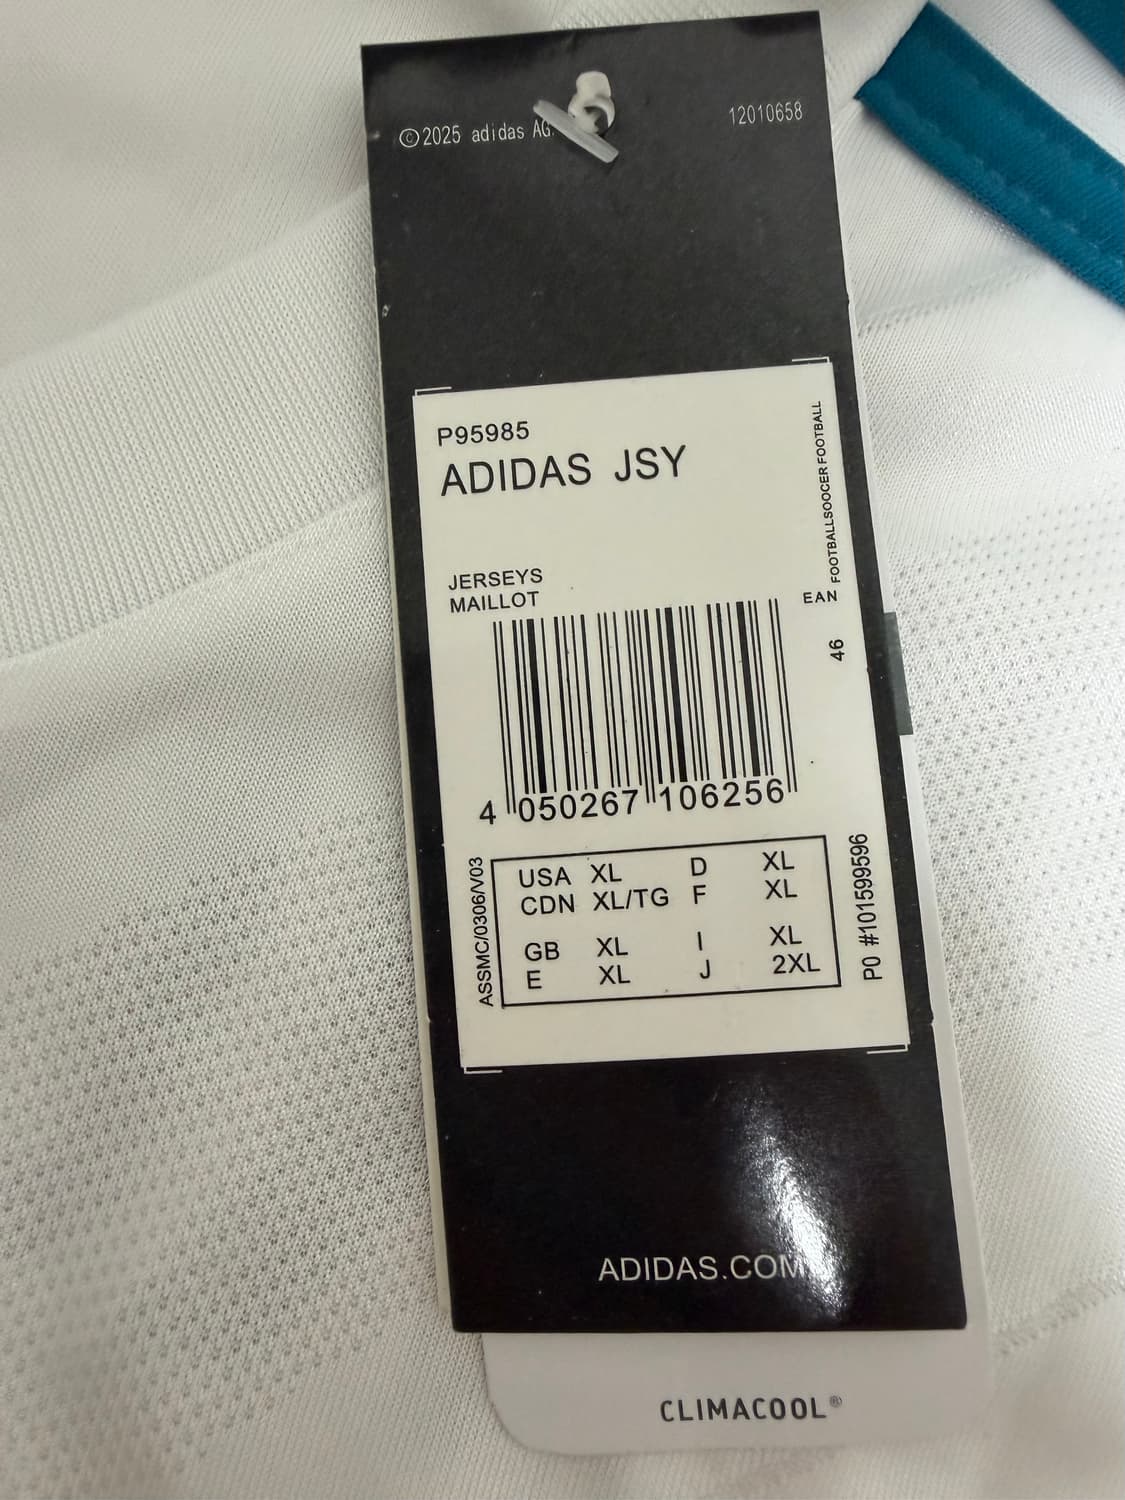 ©2025 adidas AG.
12010658
P95985
ADIDAS JSY
FOOTBALLSOOCER FOOTBALL
JERSEYS
MAILLOT
EAN
46
4 050267 106256
ASSMC/0306/V03
USA XL D XL
CDN XL/TG F XL
GB XL I XL
E XL J 2XL
PO #101599596
ADIDAS.COM
CLIMACOOL®